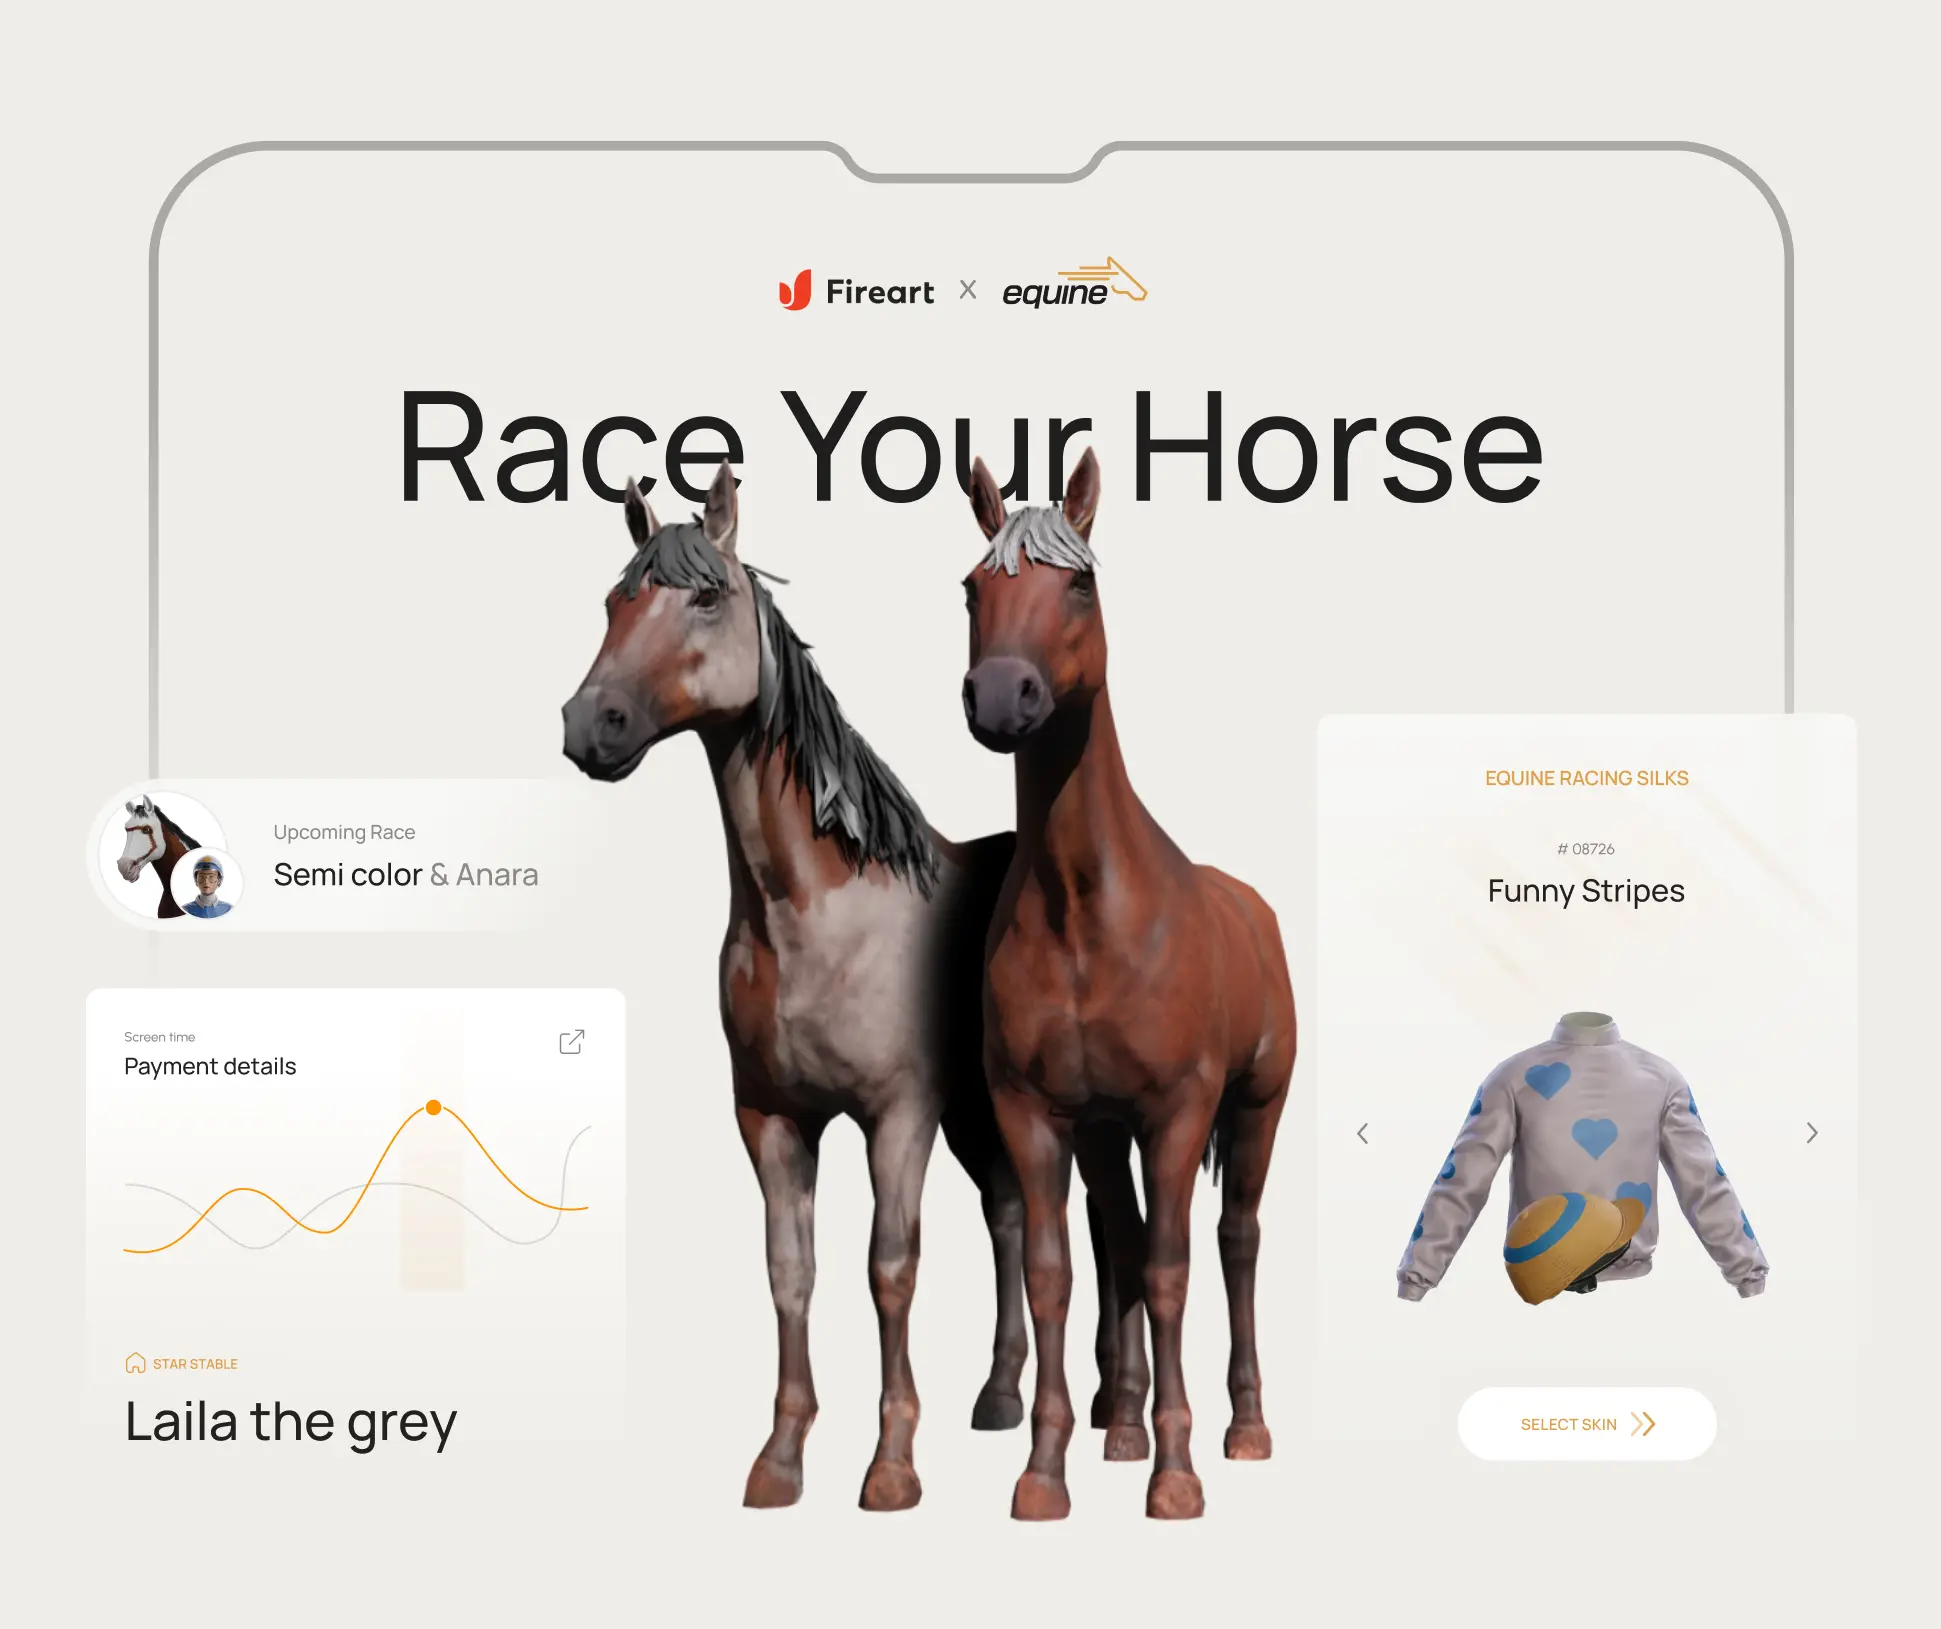 Fireart X equine
Race Your Horse
Upcoming Race
Semi color & Anara
Screen time
Payment details
STAR STABLE
Laila the grey
EQUINE RACING SILKS
# 08726
Funny Stripes
SELECT SKIN